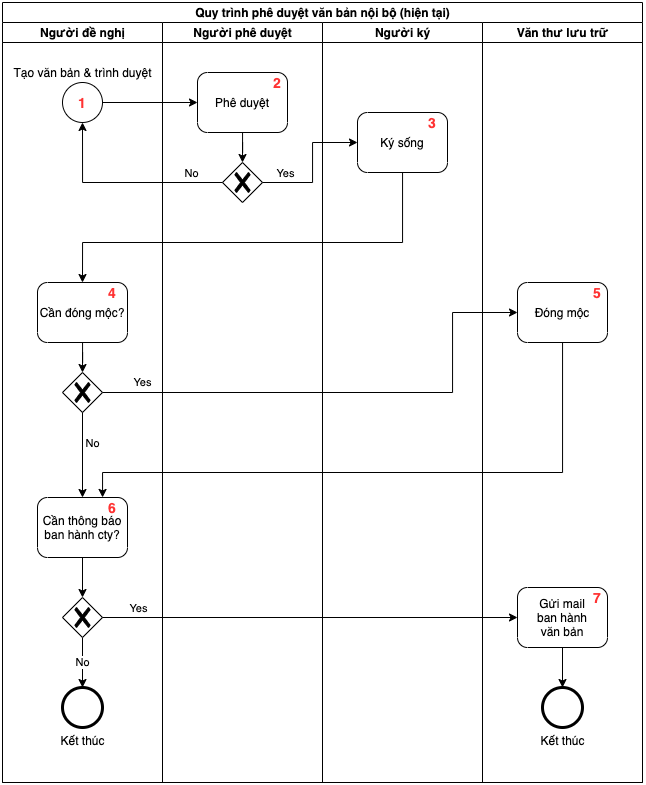 Quy trình phê duyệt văn bản nội bộ (hiện tại)
Người đề nghị
Người phê duyệt
Người ký
Văn thư lưu trữ
Tạo văn bản & trình duyệt
1
2
Phê duyệt
3
Ký sống
No
Yes
4
Cần đóng mộc?
5
Đóng mộc
Yes
No
6
Cần thông báo
ban hành cty?
Yes
7
Gửi mail
ban hành
văn bản
No
Kết thúc
Kết thúc